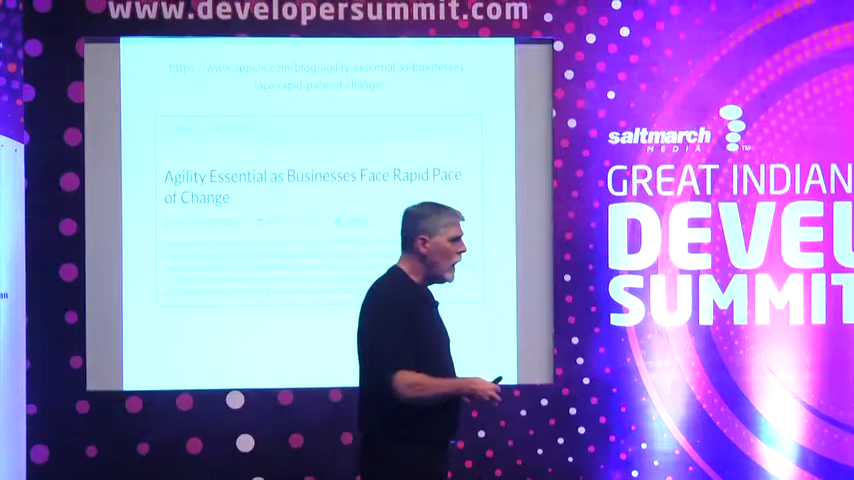 www.developersummit.com
https://www.appian.com/blog/agility-essential-as-businesses-
face-rapid-pace-of-change/
Agility Essential as Businesses Face Rapid Pace
of Change
saltmarch
MEDIA TM
GREAT INDIAN
DEVEL
SUMMIT